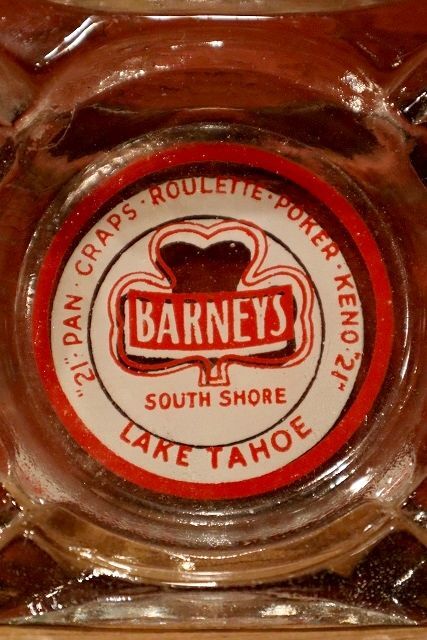 "21" · PAN · CRAPS · ROULETTE · POKER · KENO · "21"
BARNEYS
SOUTH SHORE
LAKE TAHOE